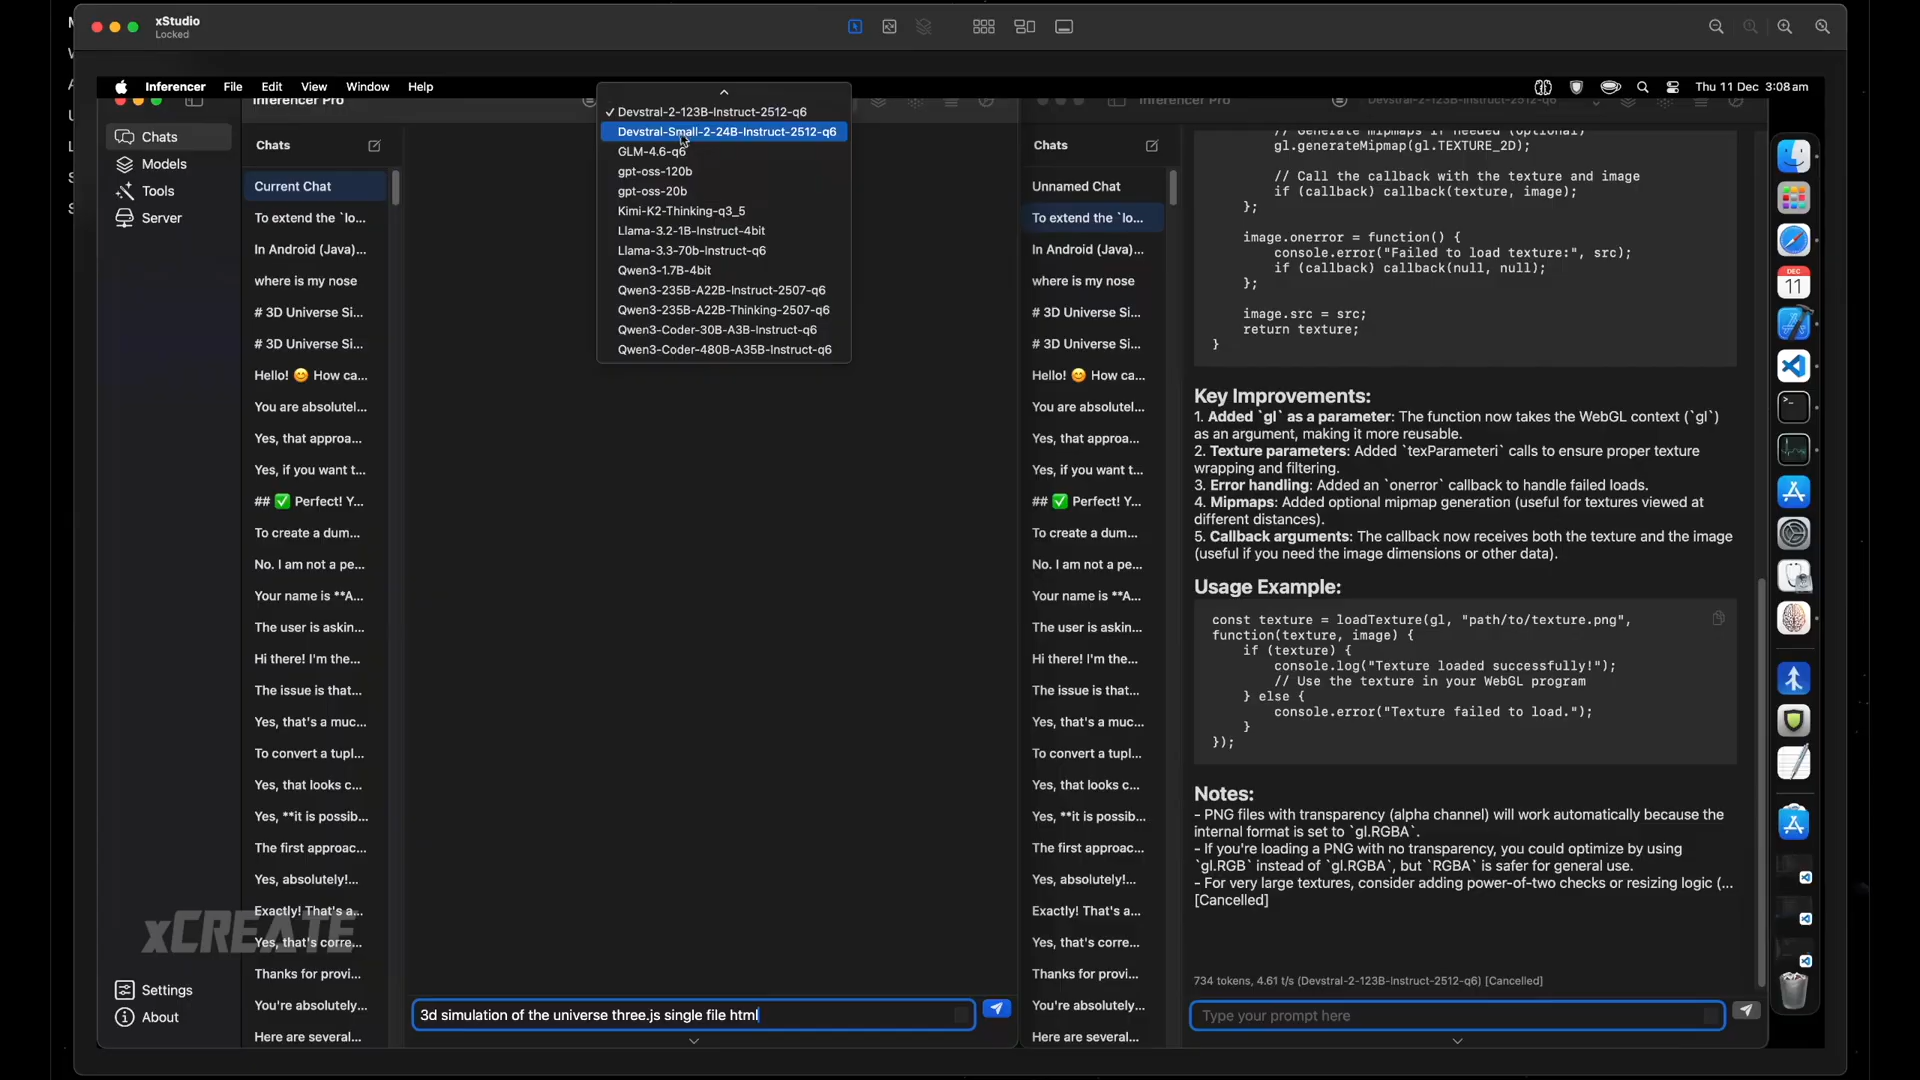 xStudio
Locked
Inferencer File Edit View Window Help
Thu 11 Dec 3:08 am
Inferencer Pro
Devstral-2-123B-Instruct-2512-q6
Devstral-Small-2-24B-Instruct-2512-q6
GLM-4.6-q6
gpt-oss-120b
gpt-oss-20b
Kimi-K2-Thinking-q3_5
Llama-3.2-1B-Instruct-4bit
Llama-3.3-70b-Instruct-q6
Qwen3-1.7B-4bit
Qwen3-235B-A22B-Instruct-2507-q6
Qwen3-235B-A22B-Thinking-2507-q6
Qwen3-Coder-30B-A3B-Instruct-q6
Qwen3-Coder-480B-A35B-Instruct-q6
Chats
Models
Tools
Server
Settings
About
Chats
Current Chat
To extend the `lo...
In Android (Java)...
where is my nose
# 3D Universe Si...
# 3D Universe Si...
Hello! 😊 How ca...
You are absolutel...
Yes, that approa...
Yes, if you want t...
## ✅ Perfect! Y...
To create a dum...
No. I am not a pe...
Your name is **A...
The user is askin...
Hi there! I'm the...
The issue is that...
Yes, that's a muc...
To convert a tupl...
Yes, that looks c...
Yes, **it is possib...
The first approac...
Yes, absolutely!...
Exactly! That's a...
Yes, that's corre...
Thanks for provi...
You're absolutely...
Here are several...
xCREATE
3d simulation of the universe three.js single file html
Inferencer Pro
Devstral-2-123B-Instruct-2512-q6
Chats
Unnamed Chat
To extend the `lo...
In Android (Java)...
where is my nose
# 3D Universe Si...
# 3D Universe Si...
Hello! 😊 How ca...
You are absolutel...
Yes, that approa...
Yes, if you want t...
## ✅ Perfect! Y...
To create a dum...
No. I am not a pe...
Your name is **A...
The user is askin...
Hi there! I'm the...
The issue is that...
Yes, that's a muc...
To convert a tupl...
Yes, that looks c...
Yes, **it is possib...
The first approac...
Yes, absolutely!...
Exactly! That's a...
Yes, that's corre...
Thanks for provi...
You're absolutely...
Here are several...
// Generate mipmaps if needed (optional)
gl.generateMipmap(gl.TEXTURE_2D);
// Call the callback with the texture and image
if (callback) callback(texture, image);
};
image.onerror = function() {
console.error("Failed to load texture:", src);
if (callback) callback(null, null);
};
image.src = src;
return texture;
}
Key Improvements:
1. Added `gl` as a parameter: The function now takes the WebGL context (`gl`)
as an argument, making it more reusable.
2. Texture parameters: Added `texParameteri` calls to ensure proper texture
wrapping and filtering.
3. Error handling: Added an `onerror` callback to handle failed loads.
4. Mipmaps: Added optional mipmap generation (useful for textures viewed at
different distances).
5. Callback arguments: The callback now receives both the texture and the image
(useful if you need the image dimensions or other data).
Usage Example:
const texture = loadTexture(gl, "path/to/texture.png",
function(texture, image) {
if (texture) {
console.log("Texture loaded successfully!");
// Use the texture in your WebGL program
} else {
console.error("Texture failed to load.");
}
});
Notes:
- PNG files with transparency (alpha channel) will work automatically because the
internal format is set to `gl.RGBA`.
- If you're loading a PNG with no transparency, you could optimize by using
`gl.RGB` instead of `gl.RGBA`, but `RGBA` is safer for general use.
- For very large textures, consider adding power-of-two checks or resizing logic (...
[Cancelled]
734 tokens, 4.61 t/s (Devstral-2-123B-Instruct-2512-q6) [Cancelled]
Type your prompt here
DEC
11